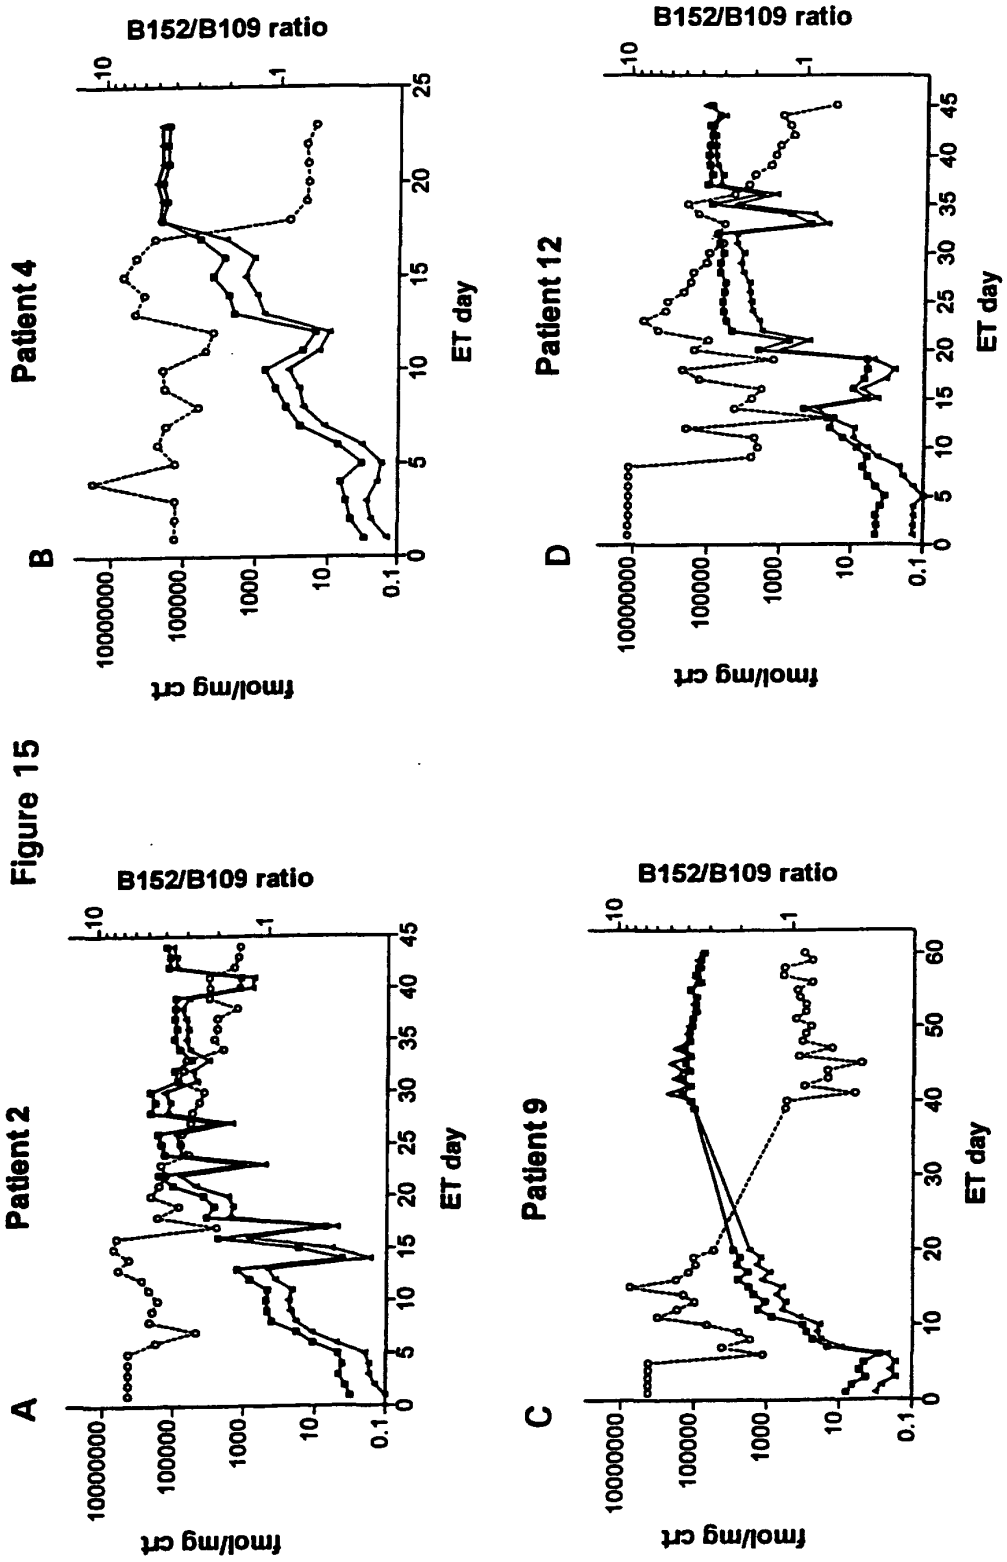 Figure 15
A
Patient 2
fmol/mg crt
10000000
100000
1000
10
0.1
0 5 10 15 20 25 30 35 40 45
ET day
10
1
B152/B109 ratio
B
Patient 4
fmol/mg crt
10000000
100000
1000
10
0.1
0 5 10 15 20 25
ET day
10
1
B152/B109 ratio
C
Patient 9
fmol/mg crt
10000000
100000
1000
10
0.1
0 10 20 30 40 50 60
ET day
10
1
B152/B109 ratio
D
Patient 12
fmol/mg crt
10000000
100000
1000
10
0.1
0 5 10 15 20 25 30 35 40 45
ET day
10
1
B152/B109 ratio